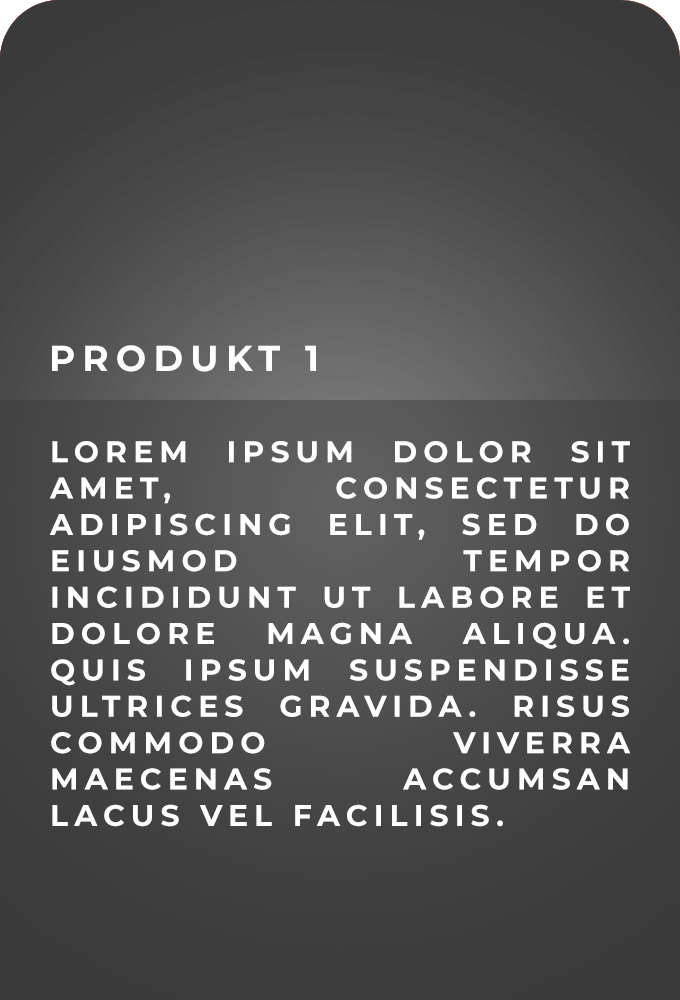 PRODUKT 1
LOREM IPSUM DOLOR SIT
AMET, CONSECTETUR
ADIPISCING ELIT, SED DO
EIUSMOD TEMPOR
INCIDIDUNT UT LABORE ET
DOLORE MAGNA ALIQUA.
QUIS IPSUM SUSPENDISSE
ULTRICES GRAVIDA. RISUS
COMMODO VIVERRA
MAECENAS ACCUMSAN
LACUS VEL FACILISIS.